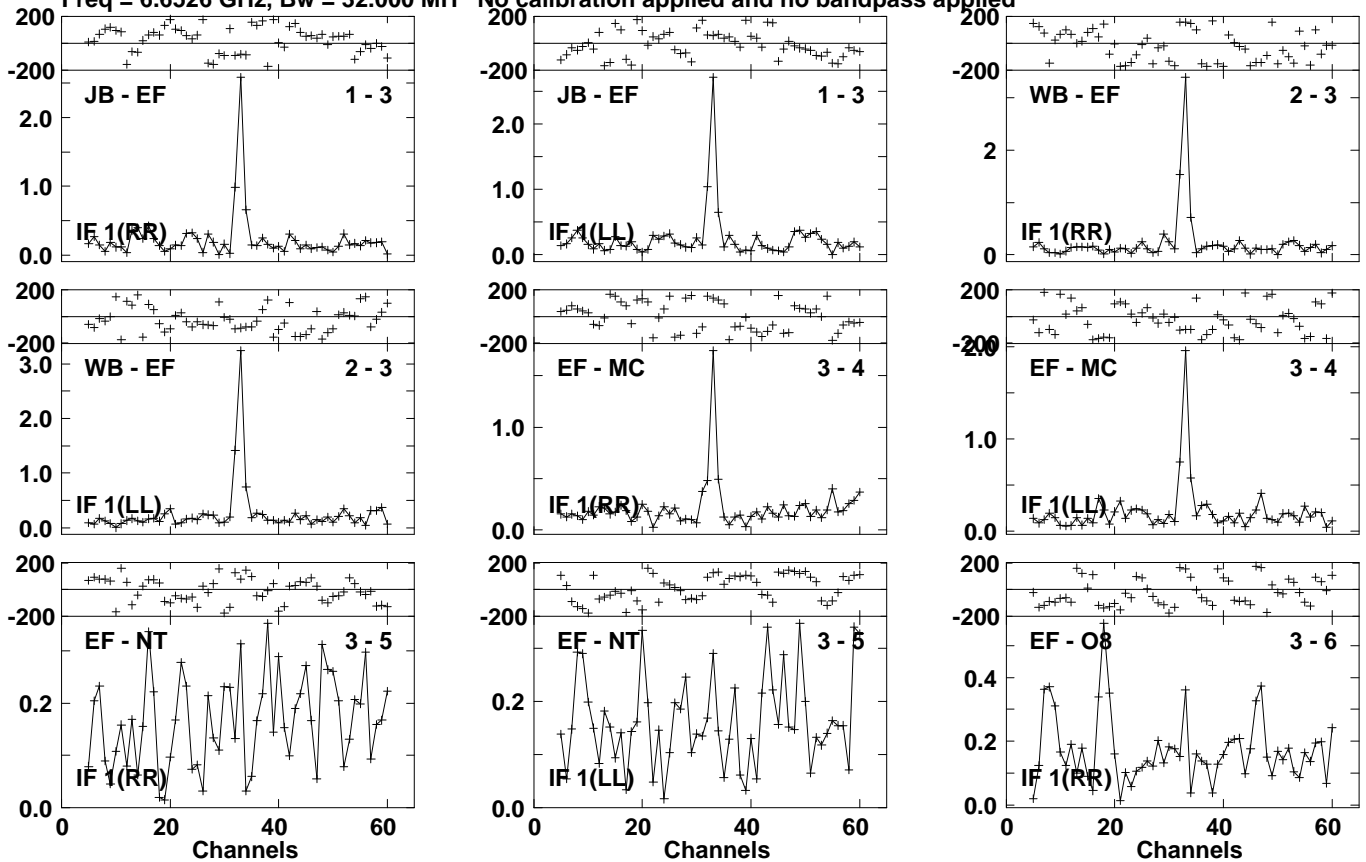 Freq = 6.6526 GHz, Bw = 32.000 MH No calibration applied and no bandpass applied
200
-200
JB - EF 1 - 3
2.0
1.0
IF 1(RR)
0.0
JB - EF 1 - 3
2.0
1.0
IF 1(LL)
0.0
WB - EF 2 - 3
2
IF 1(RR)
0
200
-200
WB - EF 2 - 3
3.0
2.0
1.0
IF 1(LL)
0.0
EF - MC 3 - 4
1.0
IF 1(RR)
0.0
200
-200
2.0
EF - MC 3 - 4
1.0
IF 1(LL)
0.0
200
-200
EF - NT 3 - 5
0.2
IF 1(RR)
0.0
0 20 40 60
Channels
EF - NT 3 - 5
0.2
IF 1(LL)
0.0
0 20 40 60
Channels
200
-200
EF - O8 3 - 6
0.4
0.2
IF 1(RR)
0.0
0 20 40 60
Channels